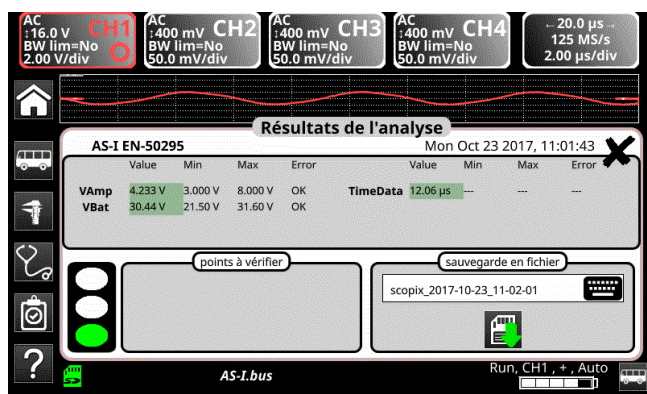 AC
↕16.0 V CH1
BW lim=No
2.00 V/div
AC
↕400 mV CH2
BW lim=No
50.0 mV/div
AC
↕400 mV CH3
BW lim=No
50.0 mV/div
AC
↕400 mV CH4
BW lim=No
50.0 mV/div
←20.0 µs→
125 MS/s
2.00 µs/div
Résultats de l'analyse
AS-I EN-50295 Mon Oct 23 2017, 11:01:43
Value Min Max Error Value Min Max Error
VAmp 4.233 V 3.000 V 8.000 V OK TimeData 12.06 µs --- --- ---
VBat 30.44 V 21.50 V 31.60 V OK
points à vérifier
sauvegarde en fichier
scopix_2017-10-23_11-02-01
?
AS-I.bus
Run, CH1 , + , Auto